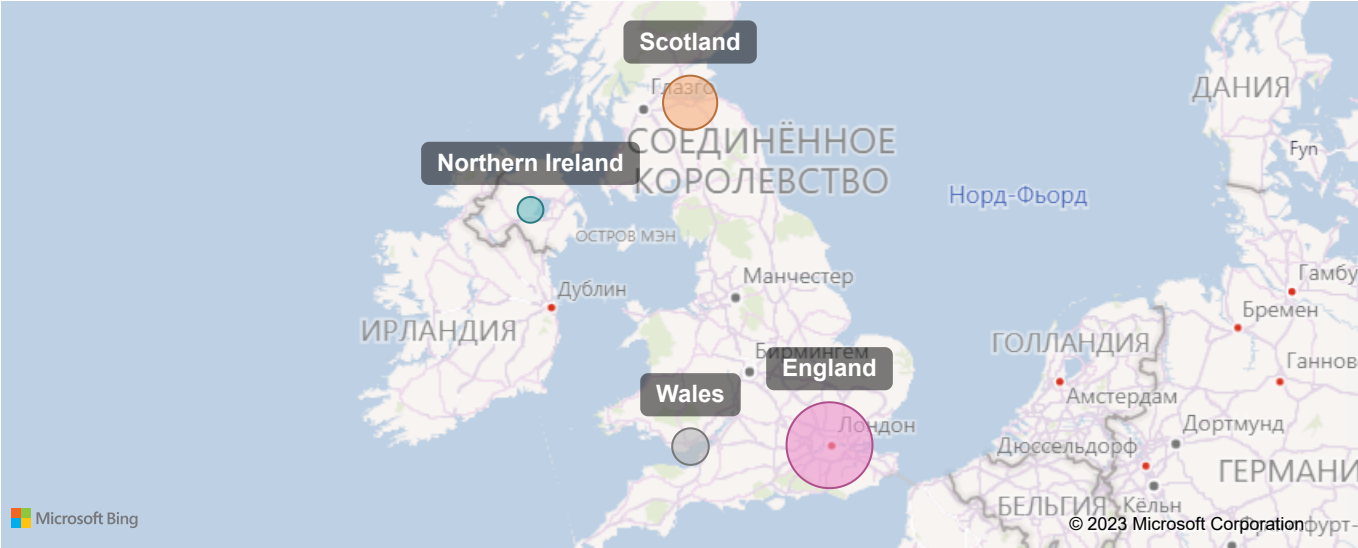 Scotland
Глазго
ДАНИЯ
СОЕДИНЁННОЕ
КОРОЛЕВСТВО
Fyn
Northern Ireland
Норд-Фьорд
ОСТРОВ МЭН
Манчестер
Гамбу
Дублин
Бремен
ИРЛАНДИЯ
ГОЛЛАНДИЯ
Бирмингем
England
Ганнов
Wales
Амстердам
Лондон
Дортмунд
Дюссельдорф
ГЕРМАНИ
БЕЛЬГИЯ
Кёльн
Microsoft Bing
© 2023 Microsoft Corporation
фурт-